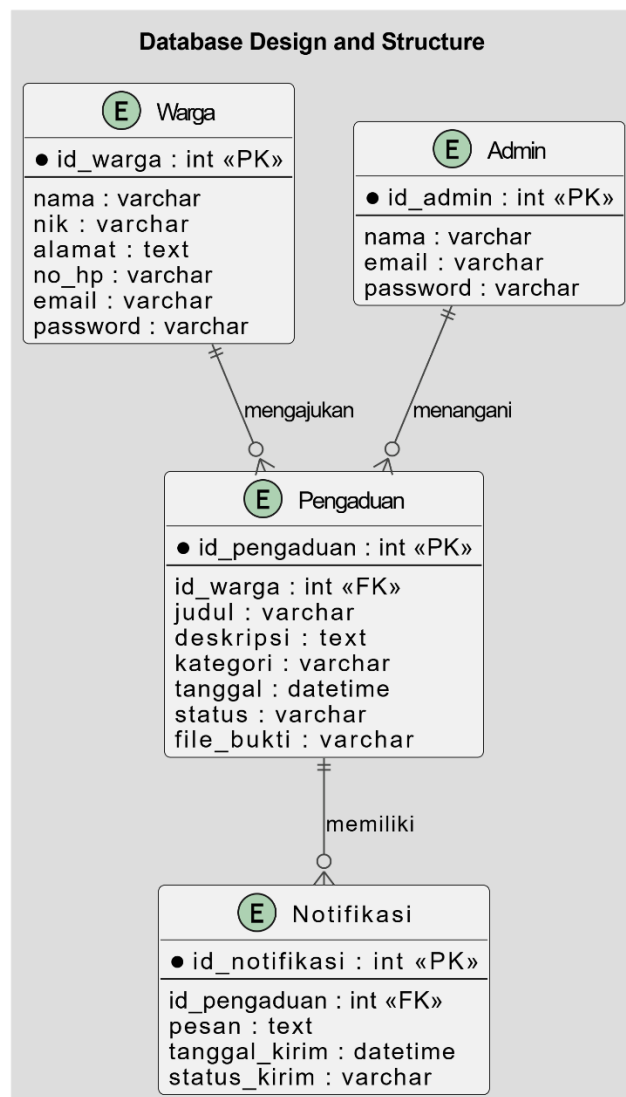 Database Design and Structure
E Warga
id_warga : int «PK»
nama : varchar
nik : varchar
alamat : text
no_hp : varchar
email : varchar
password : varchar
E Admin
id_admin : int «PK»
nama : varchar
email : varchar
password : varchar
mengajukan
menangani
E Pengaduan
id_pengaduan : int «PK»
id_warga : int «FK»
judul : varchar
deskripsi : text
kategori : varchar
tanggal : datetime
status : varchar
file_bukti : varchar
memiliki
E Notifikasi
id_notifikasi : int «PK»
id_pengaduan : int «FK»
pesan : text
tanggal_kirim : datetime
status_kirim : varchar